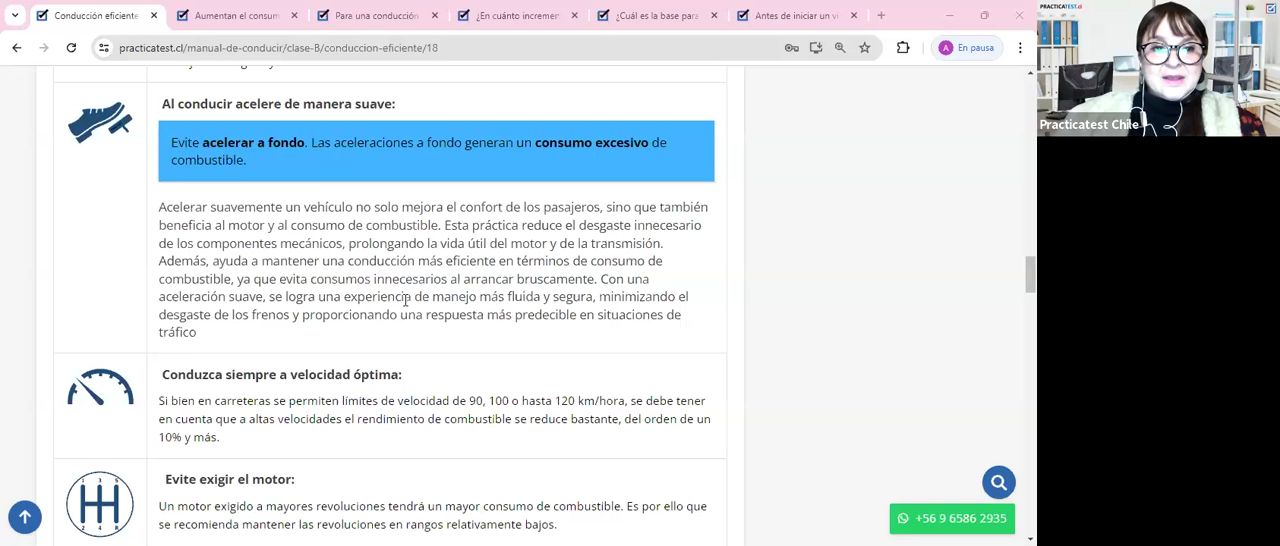 Conducción eficiente
Aumentan el consum
Para una conducción
¿En cuánto incremen
¿Cuál es la base para
Antes de iniciar un v
practicatest.cl/manual-de-conducir/clase-B/conduccion-eficiente/18
A
En pausa
PRACTICATEST.cl
Practicatest Chile
Al conducir acelere de manera suave:
Evite acelerar a fondo. Las aceleraciones a fondo generan un consumo excesivo de
combustible.
Acelerar suavemente un vehículo no solo mejora el confort de los pasajeros, sino que también
beneficia al motor y al consumo de combustible. Esta práctica reduce el desgaste innecesario
de los componentes mecánicos, prolongando la vida útil del motor y de la transmisión.
Además, ayuda a mantener una conducción más eficiente en términos de consumo de
combustible, ya que evita consumos innecesarios al arrancar bruscamente. Con una
aceleración suave, se logra una experiencia de manejo más fluida y segura, minimizando el
desgaste de los frenos y proporcionando una respuesta más predecible en situaciones de
tráfico
Conduzca siempre a velocidad óptima:
Si bien en carreteras se permiten límites de velocidad de 90, 100 o hasta 120 km/hora, se debe tener
en cuenta que a altas velocidades el rendimiento de combustible se reduce bastante, del orden de un
10% y más.
Evite exigir el motor:
1 3 5
2 4 R
Un motor exigido a mayores revoluciones tendrá un mayor consumo de combustible. Es por ello que
se recomienda mantener las revoluciones en rangos relativamente bajos.
+56 9 6586 2935